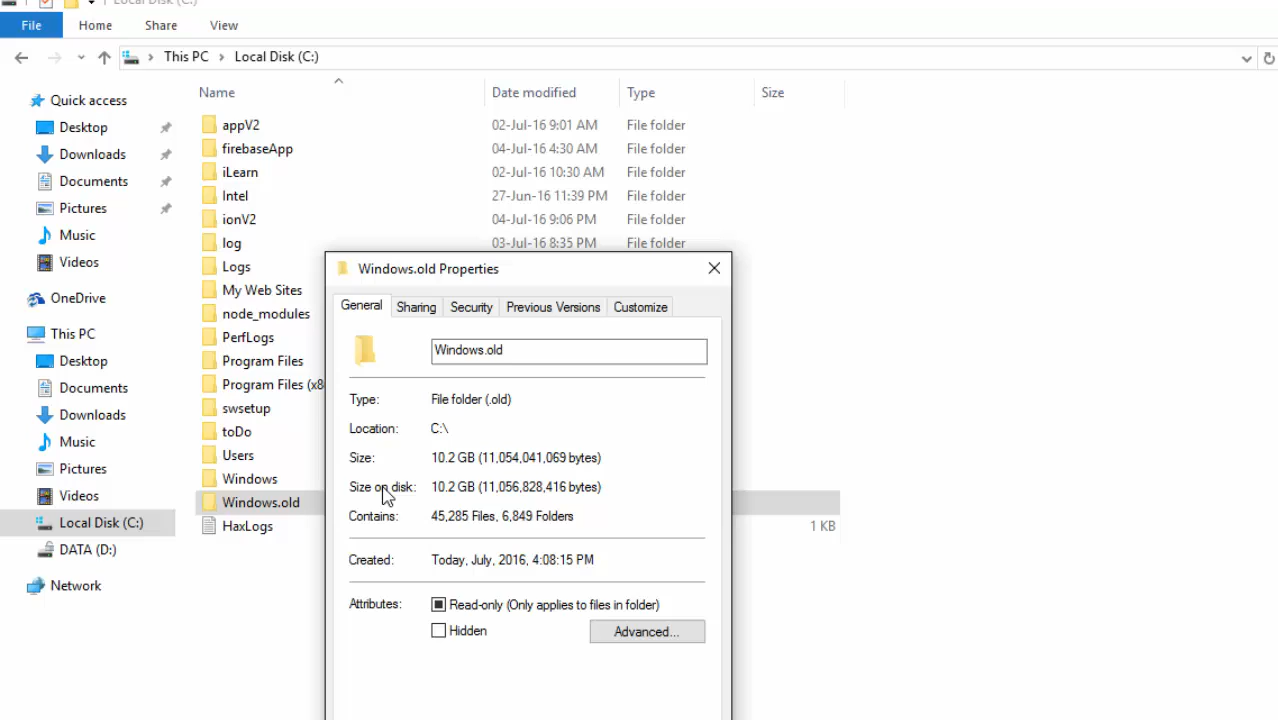 Local Disk (C:)
File Home Share View
This PC Local Disk (C:)
Name Date modified Type Size
Quick access
Desktop
Downloads
Documents
Pictures
Music
Videos
OneDrive
This PC
Desktop
Documents
Downloads
Music
Pictures
Videos
Local Disk (C:)
DATA (D:)
Network
appV2 02-Jul-16 9:01 AM File folder
firebaseApp 04-Jul-16 4:30 AM File folder
iLearn 02-Jul-16 10:30 AM File folder
Intel 27-Jun-16 11:39 PM File folder
ionV2 04-Jul-16 9:06 PM File folder
log 03-Jul-16 8:35 PM File folder
Logs
My Web Sites
node_modules
PerfLogs
Program Files
Program Files (x8
swsetup
toDo
Users
Windows
Windows.old
HaxLogs 1 KB
Windows.old Properties
General Sharing Security Previous Versions Customize
Windows.old
Type: File folder (.old)
Location: C:\
Size: 10.2 GB (11,054,041,069 bytes)
Size on disk: 10.2 GB (11,056,828,416 bytes)
Contains: 45,285 Files, 6,849 Folders
Created: Today, July, 2016, 4:08:15 PM
Attributes: Read-only (Only applies to files in folder)
Hidden Advanced...